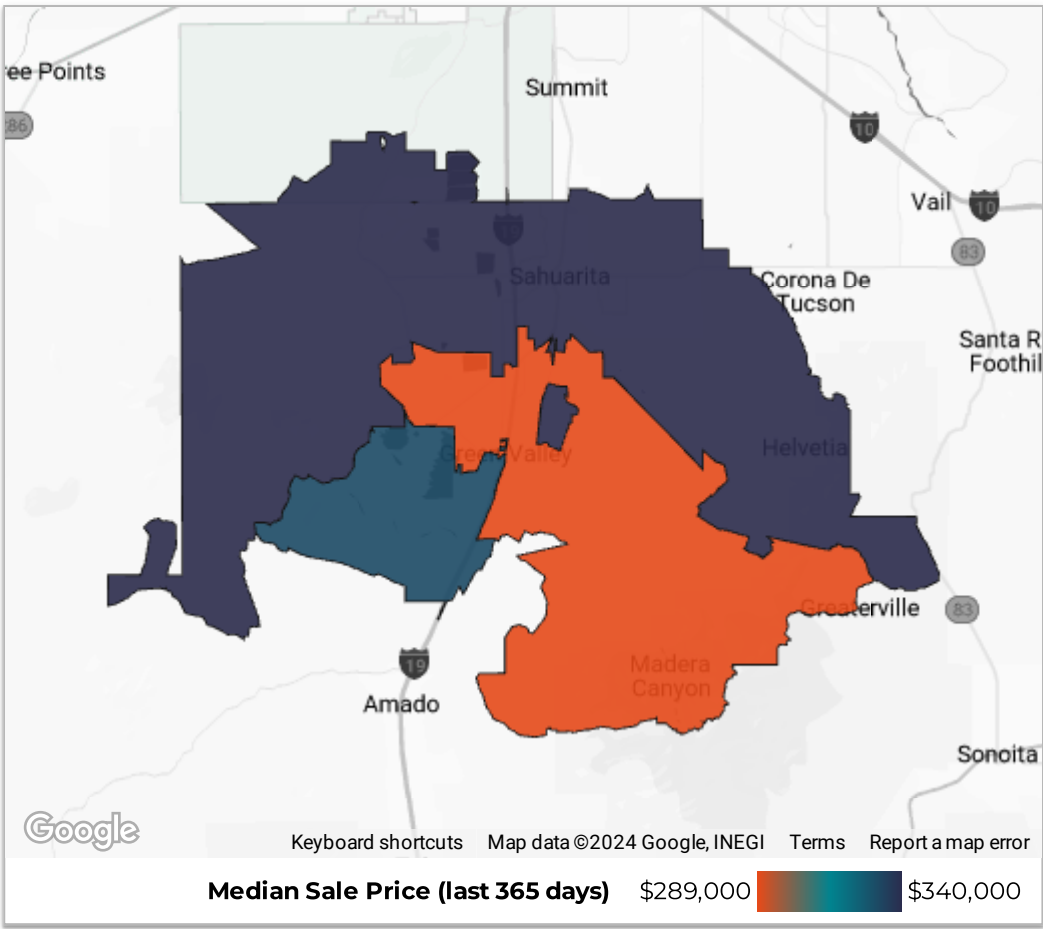 ree Points
Summit
86
10
Vail
10
19
83
Sahuarita
Corona De
Tucson
Santa R
Foothil
Helvetia
Green Valley
Greaterville
83
19
Madera
Canyon
Amado
Sonoita
Google
Keyboard shortcuts
Map data ©2024 Google, INEGI
Terms
Report a map error
Median Sale Price (last 365 days)
$289,000
$340,000